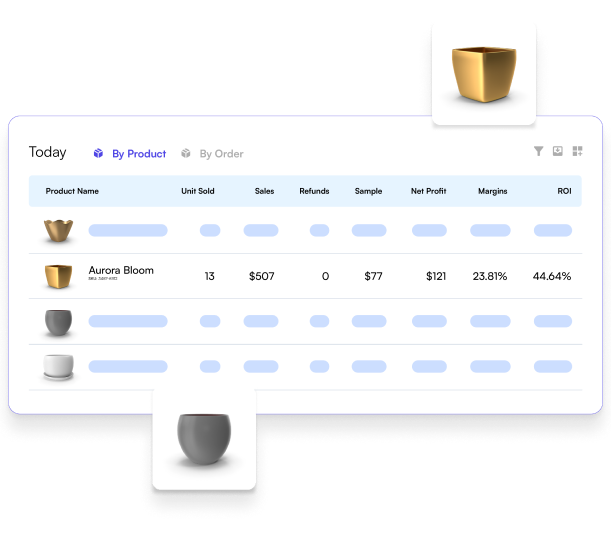 Today By Product By Order
Product Name Unit Sold Sales Refunds Sample Net Profit Margins ROI
Aurora Bloom 13 $507 0 $77 $121 23.81% 44.64%